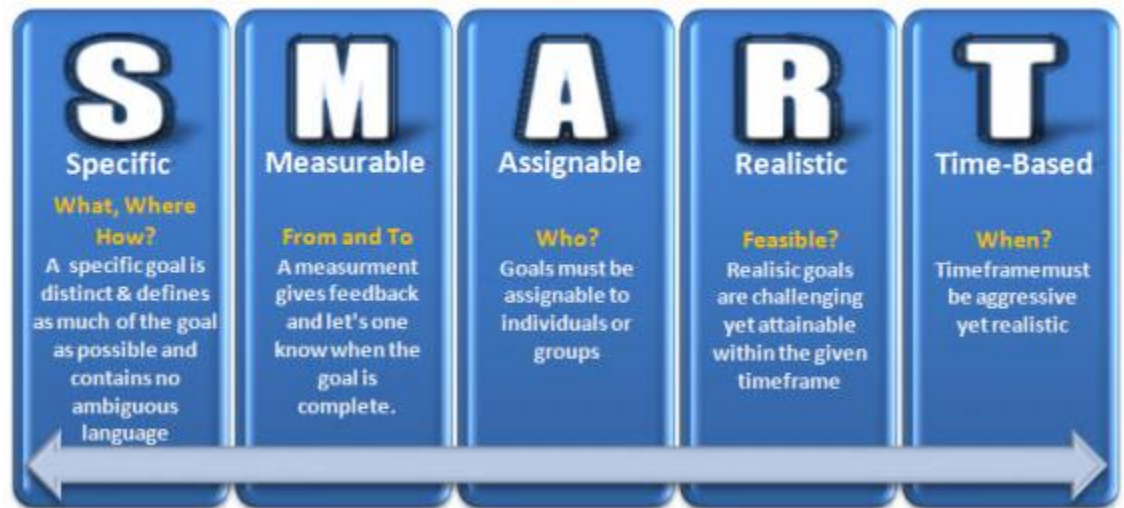 S
Specific
What, Where
How?
A specific goal is
distinct & defines
as much of the goal
as possible and
contains no
ambiguous
language
M
Measurable
From and To
A measurment
gives feedback
and let's one
know when the
goal is
complete.
A
Assignable
Who?
Goals must be
assignable to
individuals or
groups
R
Realistic
Feasible?
Realisic goals
are challenging
yet attainable
within the given
timeframe
T
Time-Based
When?
Timeframemust
be aggressive
yet realistic